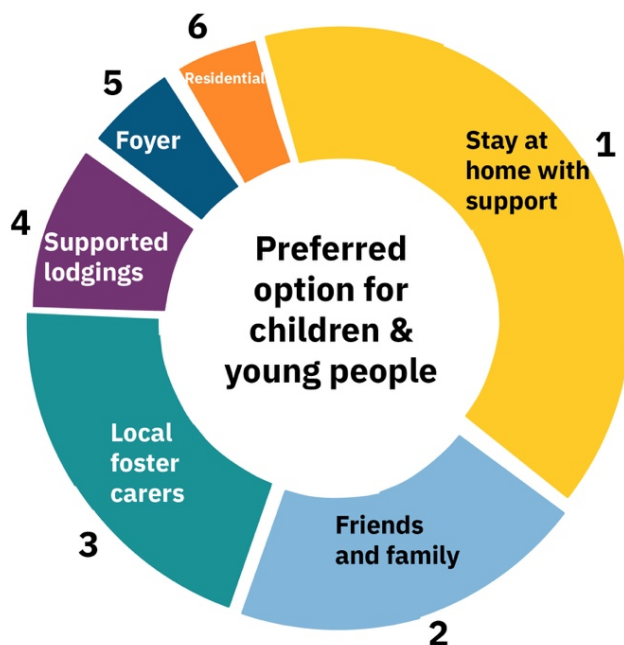 Preferred
option for
children &
young people
1
Stay at
home with
support
2
Friends
and family
3
Local
foster
carers
4
Supported
lodgings
5
Foyer
6
Residential